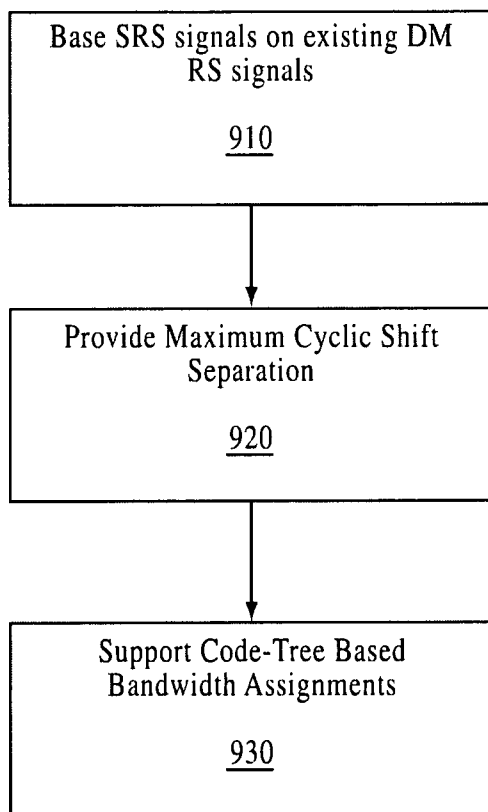 Base SRS signals on existing DM
RS signals
910
Provide Maximum Cyclic Shift
Separation
920
Support Code-Tree Based
Bandwidth Assignments
930